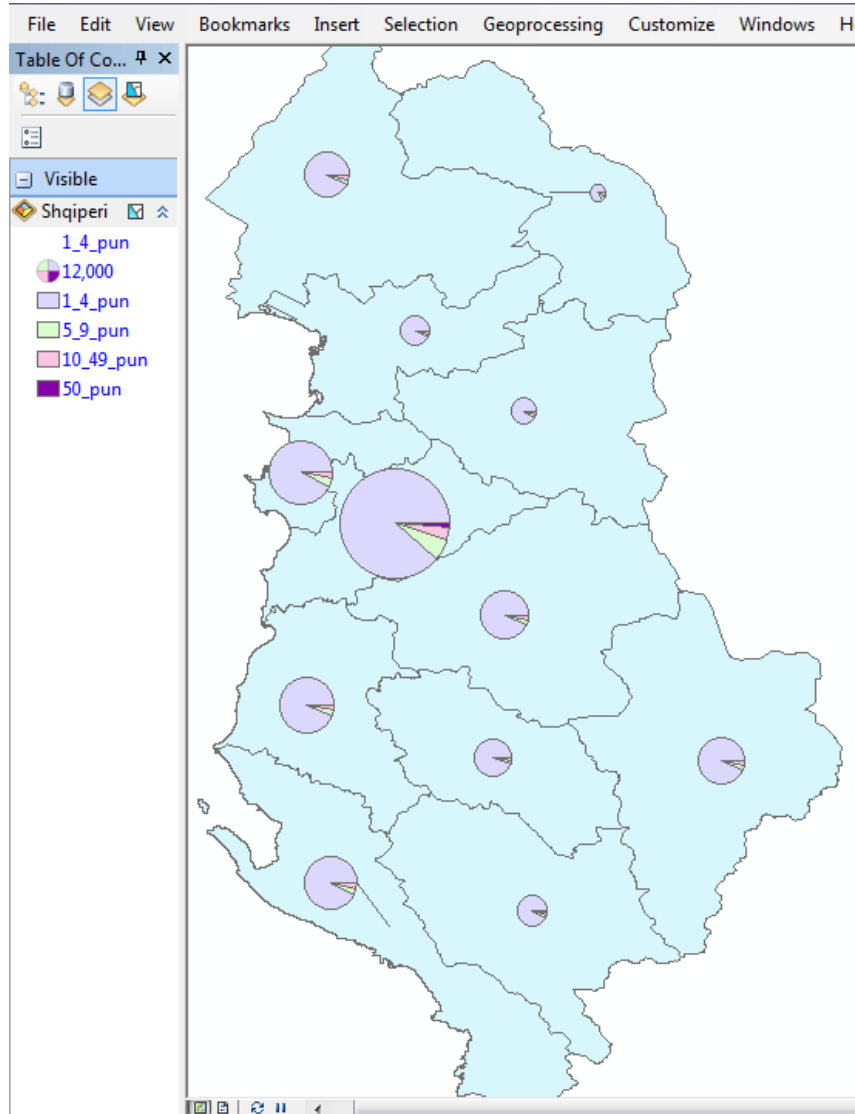 File Edit View Bookmarks Insert Selection Geoprocessing Customize Windows
Table Of Co...
Visible
Shqiperi
1_4_pun
12,000
1_4_pun
5_9_pun
10_49_pun
50_pun